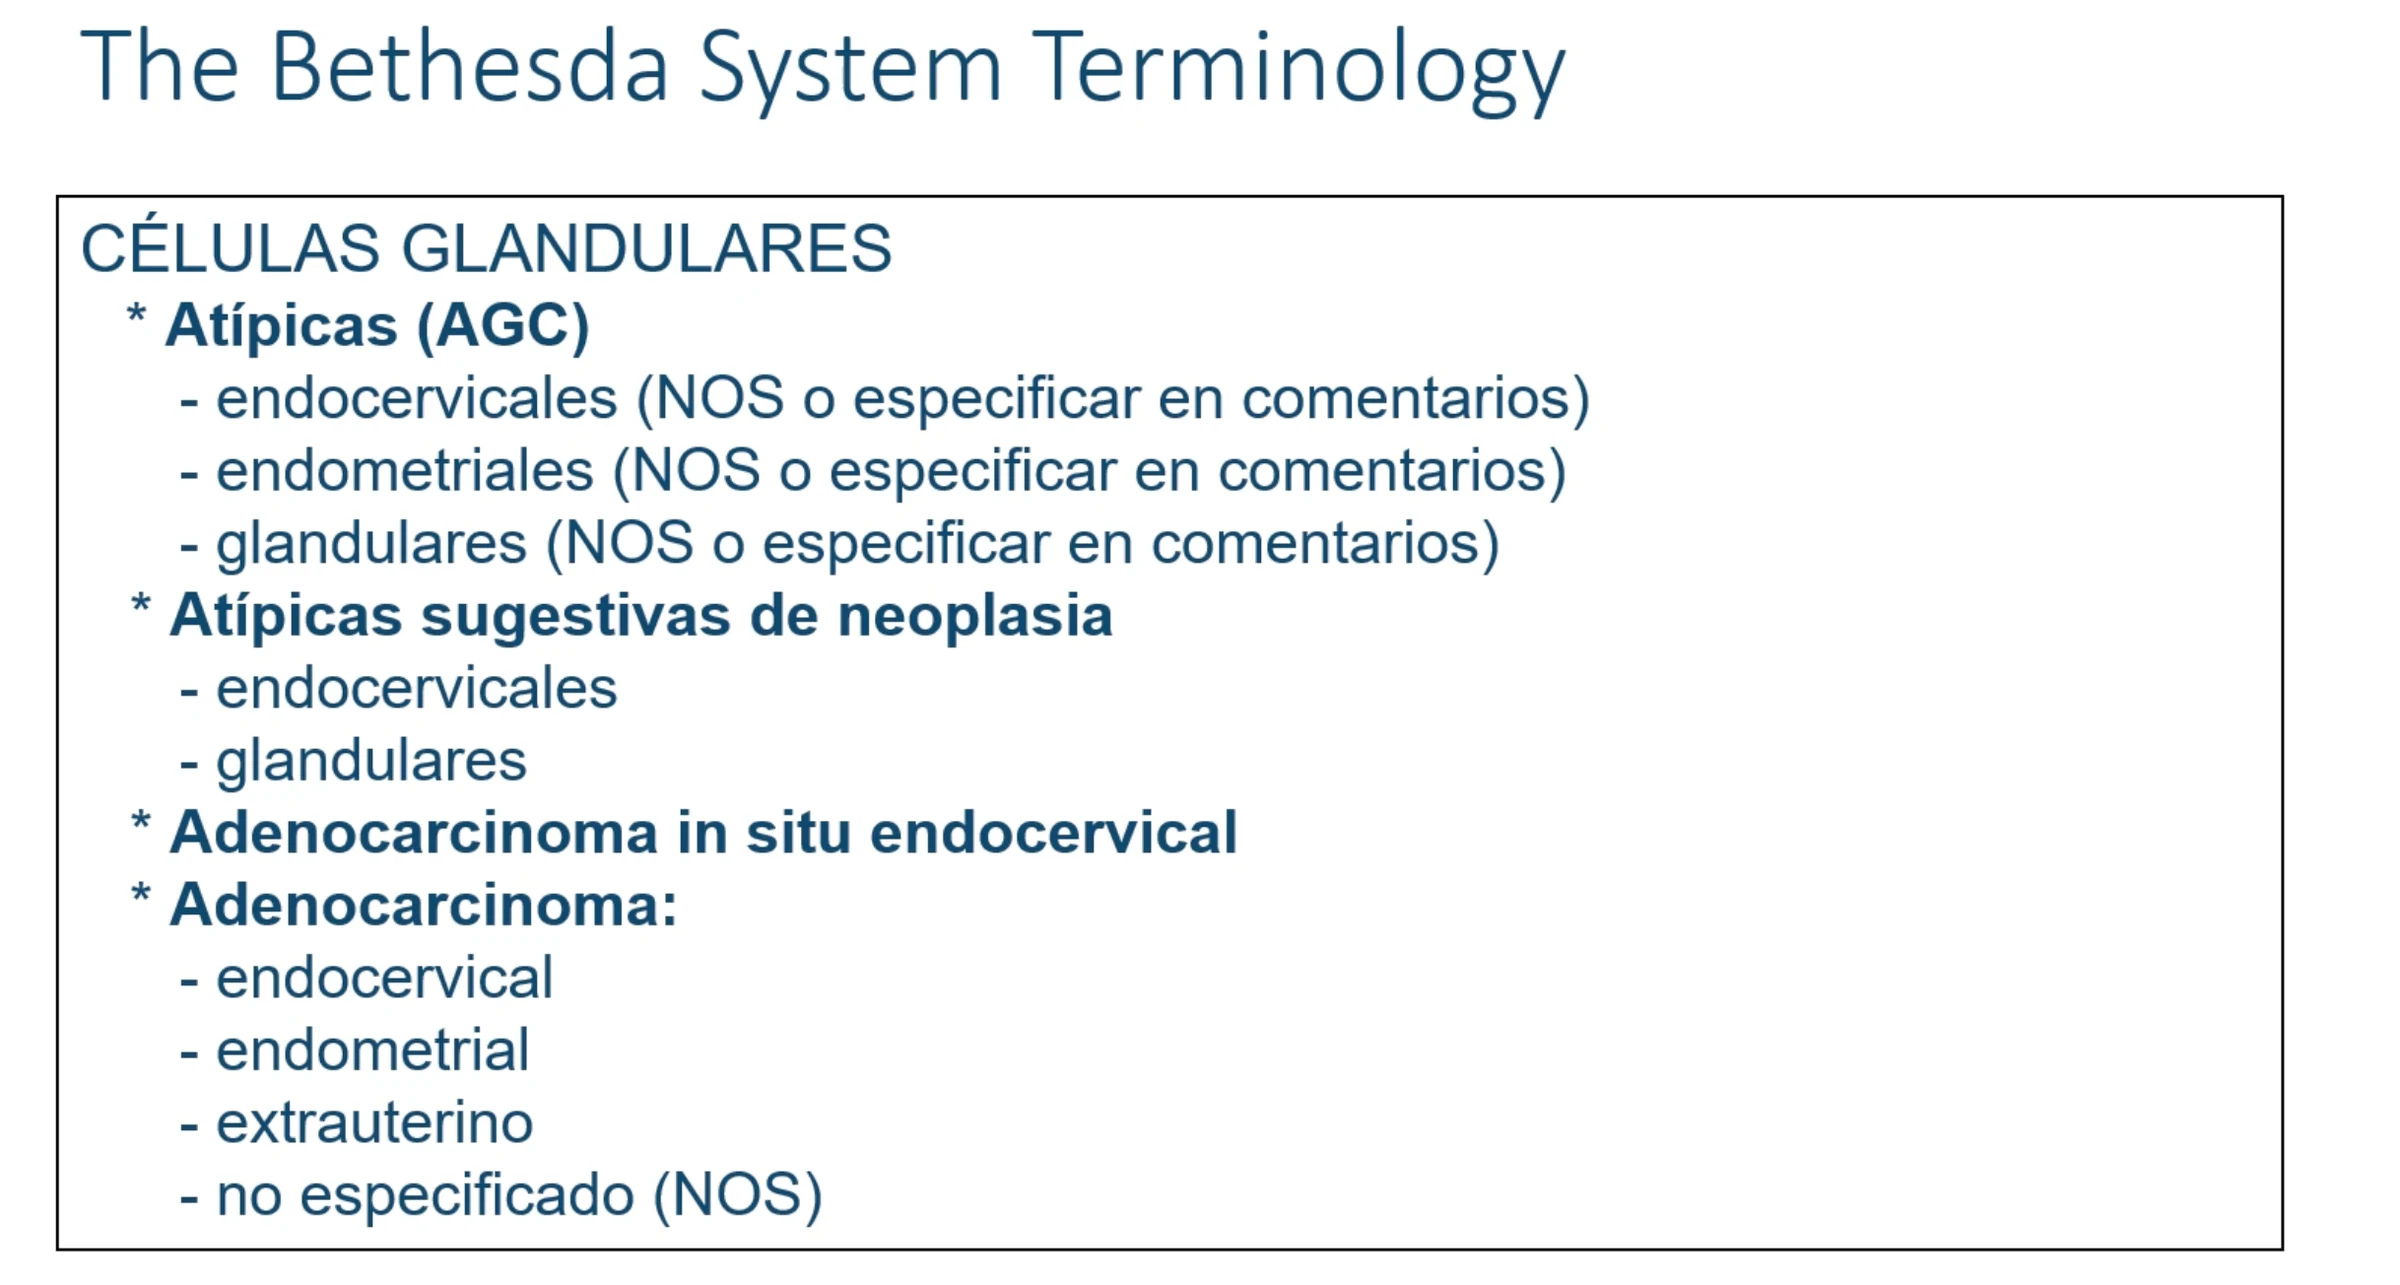 The Bethesda System Terminology
CÉLULAS GLANDULARES
* Atípicas (AGC)
- endocervicales (NOS o especificar en comentarios)
- endometriales (NOS o especificar en comentarios)
- glandulares (NOS o especificar en comentarios)
* Atípicas sugestivas de neoplasia
- endocervicales
- glandulares
* Adenocarcinoma in situ endocervical
* Adenocarcinoma:
- endocervical
- endometrial
- extrauterino
- no especificado (NOS)